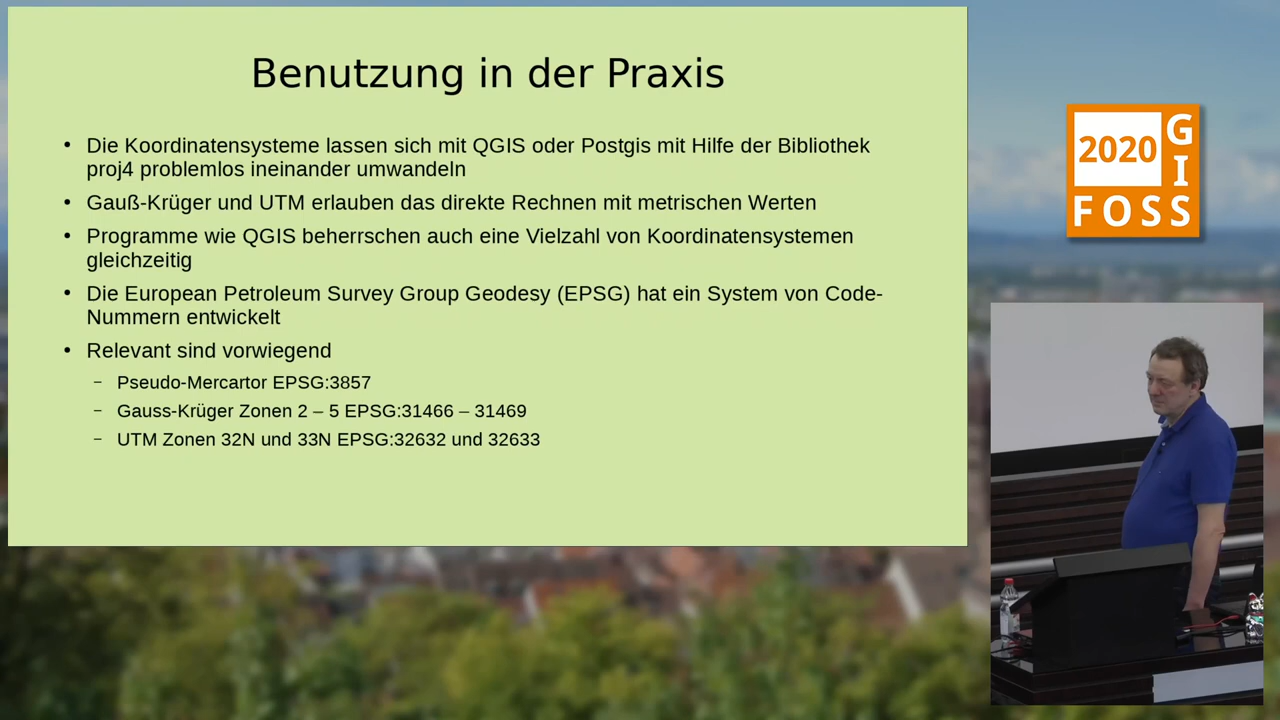 Benutzung in der Praxis
• Die Koordinatensysteme lassen sich mit QGIS oder Postgis mit Hilfe der Bibliothek
proj4 problemlos ineinander umwandeln
• Gauß-Krüger und UTM erlauben das direkte Rechnen mit metrischen Werten
• Programme wie QGIS beherrschen auch eine Vielzahl von Koordinatensystemen
gleichzeitig
• Die European Petroleum Survey Group Geodesy (EPSG) hat ein System von Code-
Nummern entwickelt
• Relevant sind vorwiegend
– Pseudo-Mercartor EPSG:3857
– Gauss-Krüger Zonen 2 – 5 EPSG:31466 – 31469
– UTM Zonen 32N und 33N EPSG:32632 und 32633
2020 G
I
FOSS